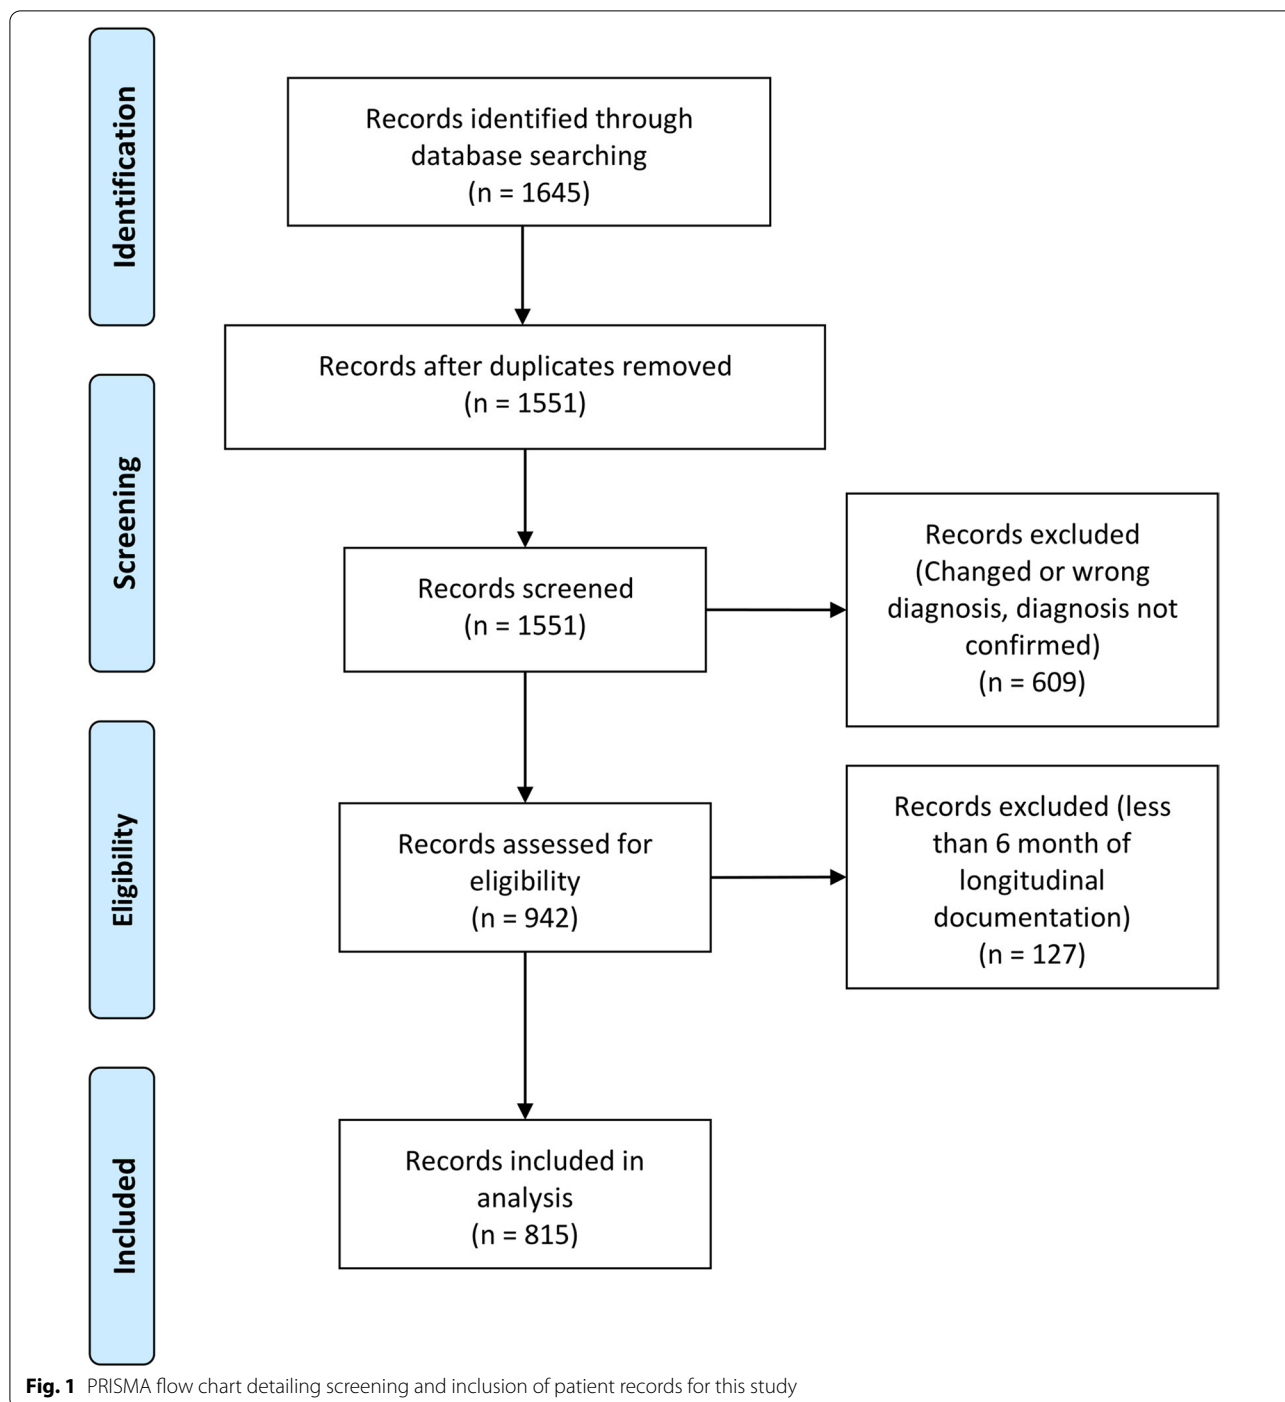 Identification
Records identified through
database searching
(n = 1645)
Records after duplicates removed
(n = 1551)
Screening
Records screened
(n = 1551)
Records excluded
(Changed or wrong
diagnosis, diagnosis not
confirmed)
(n = 609)
Eligibility
Records assessed for
eligibility
(n = 942)
Records excluded (less
than 6 month of
longitudinal
documentation)
(n = 127)
Included
Records included in
analysis
(n = 815)
Fig. 1 PRISMA flow chart detailing screening and inclusion of patient records for this study